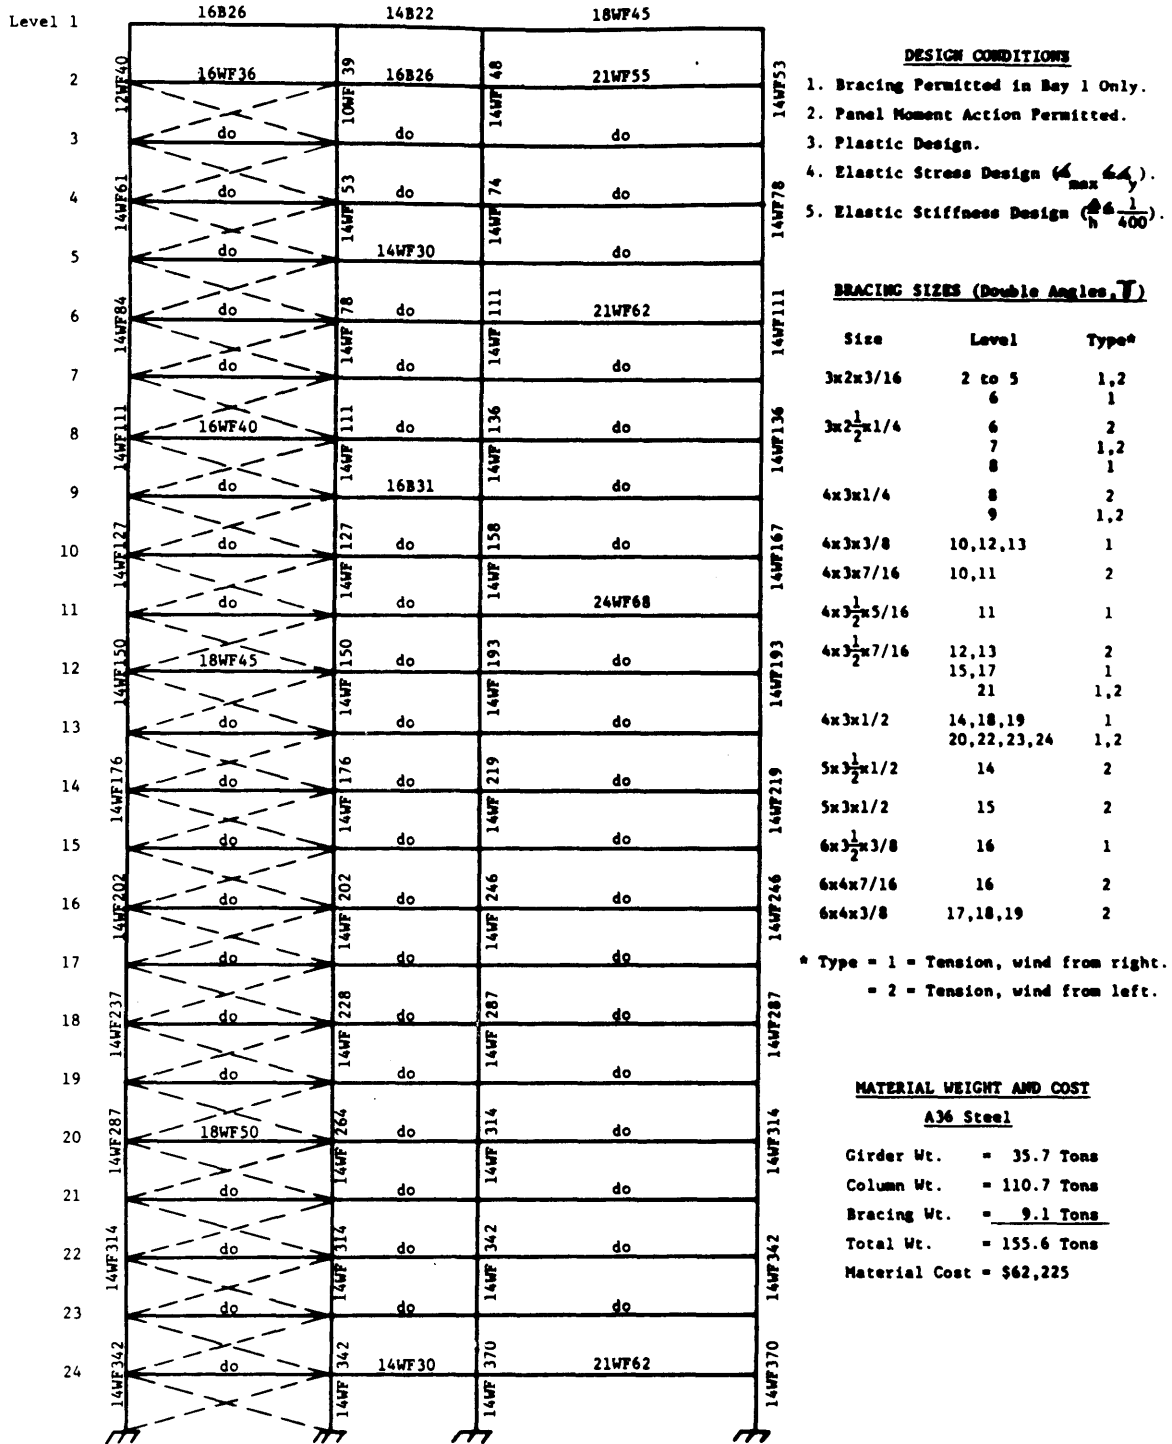 Level 1 16B26 14B22 18WF45
12WF40 10WF 39 14WF 48 14WF53
2 16WF36 16B26 21WF55
3 do do do
14WF61 14WF 53 14WF 74 14WF78
4 do do do
5 do 14WF30 do
14WF84 14WF 78 14WF 111 14WF111
6 do do 21WF62
7 do do do
14WF111 14WF 111 14WF 136 14WF136
8 16WF40 do do
9 do 16B31 do
14WF127 14WF 127 14WF 158 14WF167
10 do do do
11 do do 24WF68
14WF150 14WF 150 14WF 193 14WF193
12 18WF45 do do
13 do do do
14WF176 14WF 176 14WF 219 14WF219
14 do do do
15 do do do
14WF202 14WF 202 14WF 246 14WF246
16 do do do
17 do do do
14WF237 14WF 228 14WF 287 14WF287
18 do do do
19 do do do
14WF287 14WF 264 14WF 314 14WF314
20 18WF50 do do
21 do do do
14WF314 14WF 314 14WF 342 14WF342
22 do do do
23 do do do
14WF342 14WF 342 14WF 370 14WF370
24 do 14WF30 21WF62
DESIGN CONDITIONS
1. Bracing Permitted in Bay 1 Only.
2. Panel Moment Action Permitted.
3. Plastic Design.
4. Elastic Stress Design (σmax ≤ σy).
5. Elastic Stiffness Design (Δ/h ≤ 1/400).
BRACING SIZES (Double Angles, ╥)
Size Level Type*
3x2x3/16 2 to 5 1,2
6 1
3x2½x1/4 6 2
7 1,2
8 1
4x3x1/4 8 2
9 1,2
4x3x3/8 10,12,13 1
4x3x7/16 10,11 2
4x3½x5/16 11 1
4x3½x7/16 12,13 2
15,17 1
21 1,2
4x3x1/2 14,18,19 1
20,22,23,24 1,2
5x3½x1/2 14 2
5x3x1/2 15 2
6x3½x3/8 16 1
6x4x7/16 16 2
6x4x3/8 17,18,19 2
* Type = 1 = Tension, wind from right.
= 2 = Tension, wind from left.
MATERIAL WEIGHT AND COST
A36 Steel
Girder Wt. = 35.7 Tons
Column Wt. = 110.7 Tons
Bracing Wt. = 9.1 Tons
Total Wt. = 155.6 Tons
Material Cost = $62,225